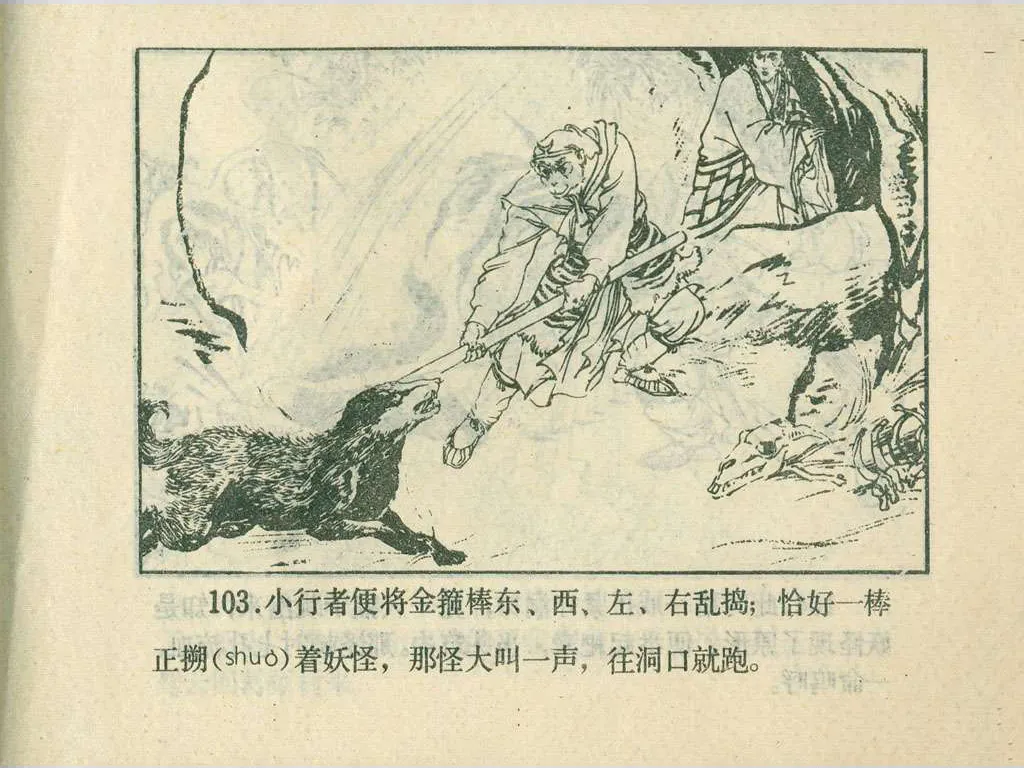 103.小行者便将金箍棒东、西、左、右乱捣；恰好一棒
正搠(shuò)着妖怪，那怪大叫一声，往洞口就跑。